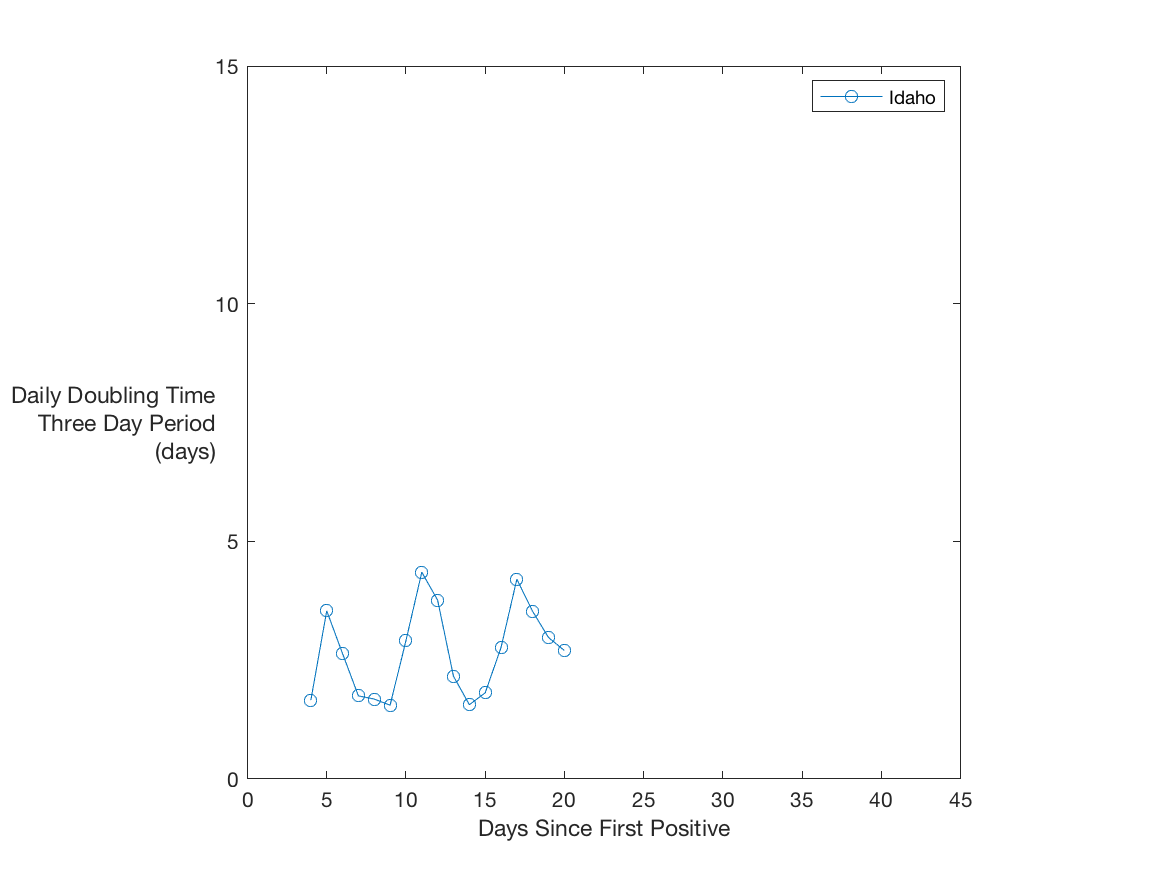 15
Idaho
10
Daily Doubling Time
Three Day Period
(days)
5
0
0 5 10 15 20 25 30 35 40 45
Days Since First Positive